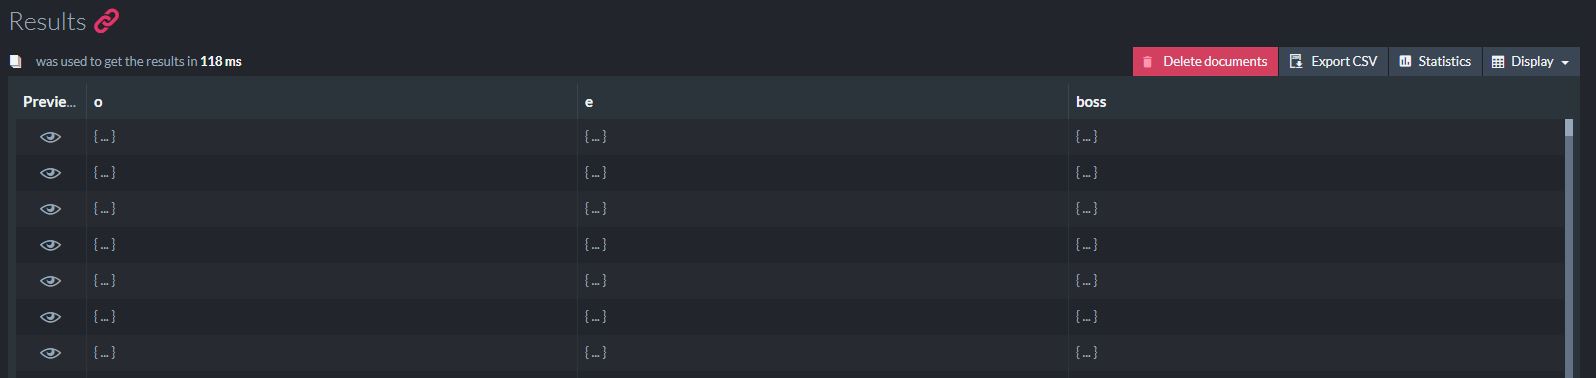 Results
was used to get the results in 118 ms
Delete documents Export CSV Statistics Display
Previe... o e boss
{ ... } { ... } { ... }
{ ... } { ... } { ... }
{ ... } { ... } { ... }
{ ... } { ... } { ... }
{ ... } { ... } { ... }
{ ... } { ... } { ... }
{ ... } { ... } { ... }